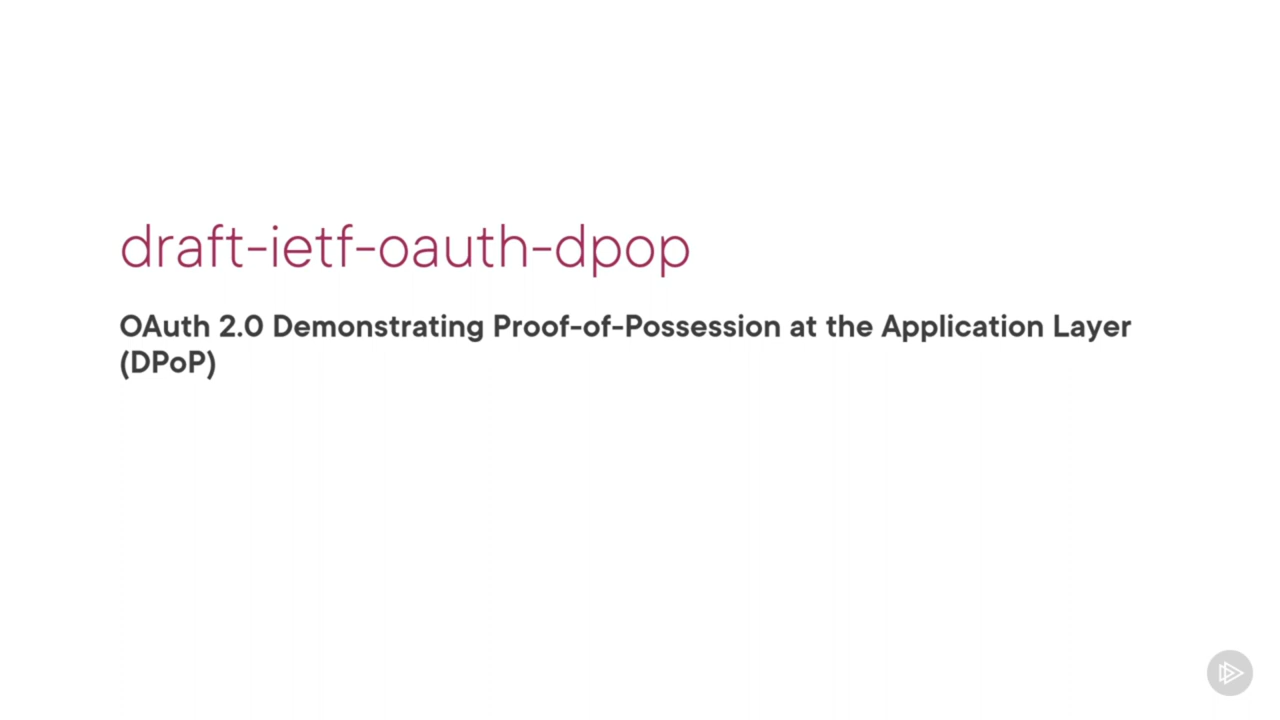 draft-ietf-oauth-dpop
OAuth 2.0 Demonstrating Proof-of-Possession at the Application Layer
(DPoP)